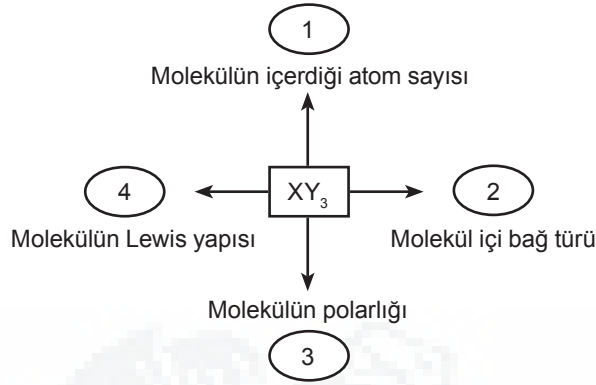 1
Molekülün içerdiği atom sayısı
4
XY₃
2
Molekülün Lewis yapısı
Molekül içi bağ türü
Molekülün polarlığı
3